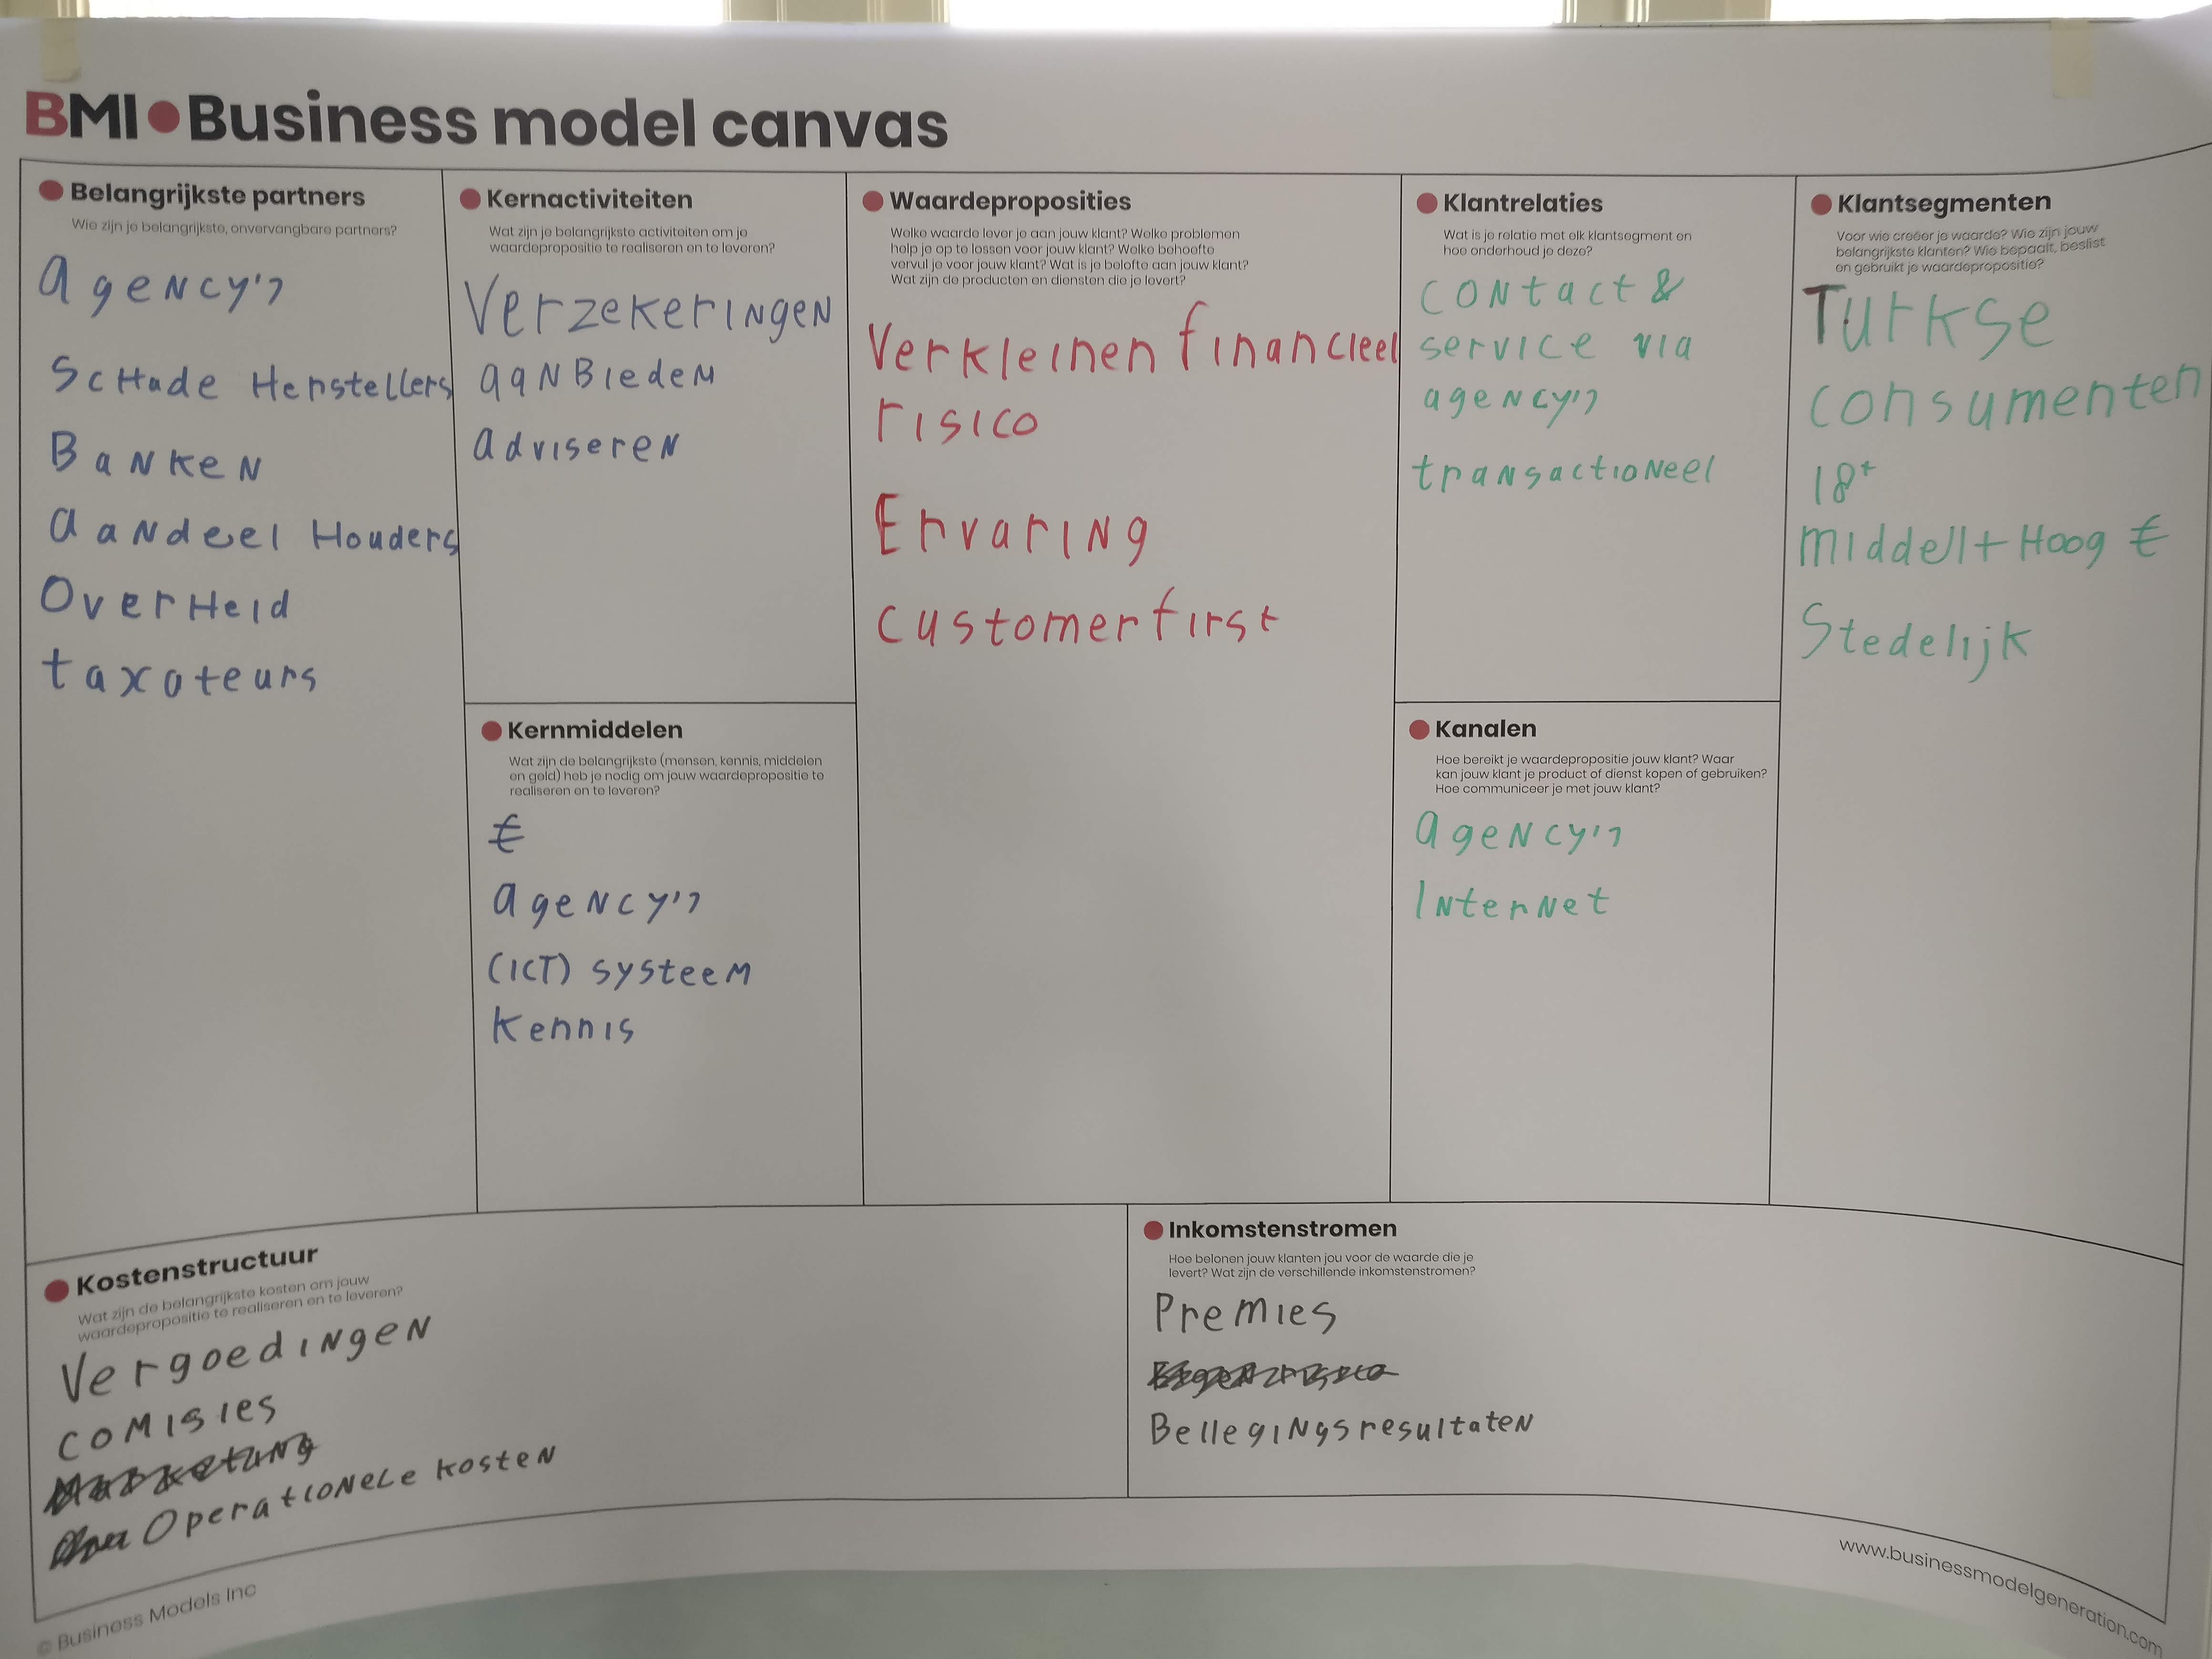 BMI • Business model canvas
Belangrijkste partners
Wie zijn je belangrijkste, onvervangbare partners?
agency's
ScHade Herstellers
BaNKeN
aaNdeel Houders
OverHeid
taxateurs
Kernactiviteiten
Wat zijn je belangrijkste activiteiten om je
waardepropositie te realiseren en te leveren?
VerzekeriNgeN
aaNBiedeM
adviSereN
Kernmiddelen
Wat zijn de belangrijkste (mensen, kennis, middelen
en geld) heb je nodig om jouw waardepropositie te
realiseren en te leveren?
€
ageNcy's
(ICT) systeeM
Kennis
Waardeproposities
Welke waarde lever je aan jouw klant? Welke problemen
help je op te lossen voor jouw klant? Welke behoefte
vervul je voor jouw klant? Wat is je belofte aan jouw klant?
Wat zijn de producten en diensten die je levert?
Verkleinen financieel
risico
ErvariNg
customer first
Klantrelaties
Wat is je relatie met elk klantsegment en
hoe onderhoud je deze?
coNtact &
service via
ageNcy's
traNsactioNeel
Kanalen
Hoe bereikt je waardepropositie jouw klant? Waar
kan jouw klant je product of dienst kopen of gebruiken?
Hoe communiceer je met jouw klant?
ageNcy's
INterNet
Klantsegmenten
Voor wie creëer je waarde? Wie zijn jouw
belangrijkste klanten? Wie bepaalt, beslist
en gebruikt je waardepropositie?
Turkse
consumenten
18+
middell + Hoog €
Stedelijk
Kostenstructuur
Wat zijn de belangrijkste kosten om jouw
waardepropositie te realiseren en te leveren?
VergoediNgeN
coMisies
MarketiNg
OperatioNeLe kosteN
Inkomstenstromen
Hoe belonen jouw klanten jou voor de waarde die je
levert? Wat zijn de verschillende inkomstenstromen?
Premies
BellegiNgsresultateN
© Business Models Inc
www.businessmodelgeneration.com